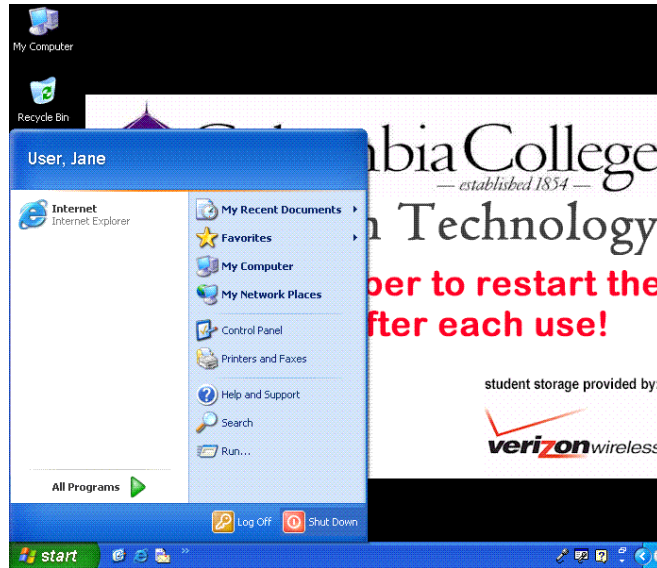 My Computer
Recycle Bin
bia College
established 1854
n Technology
ber to restart the
fter each use!
student storage provided by:
verizonwireless
User, Jane
Internet
Internet Explorer
All Programs
My Recent Documents
Favorites
My Computer
My Network Places
Control Panel
Printers and Faxes
Help and Support
Search
Run...
Log Off
Shut Down
start